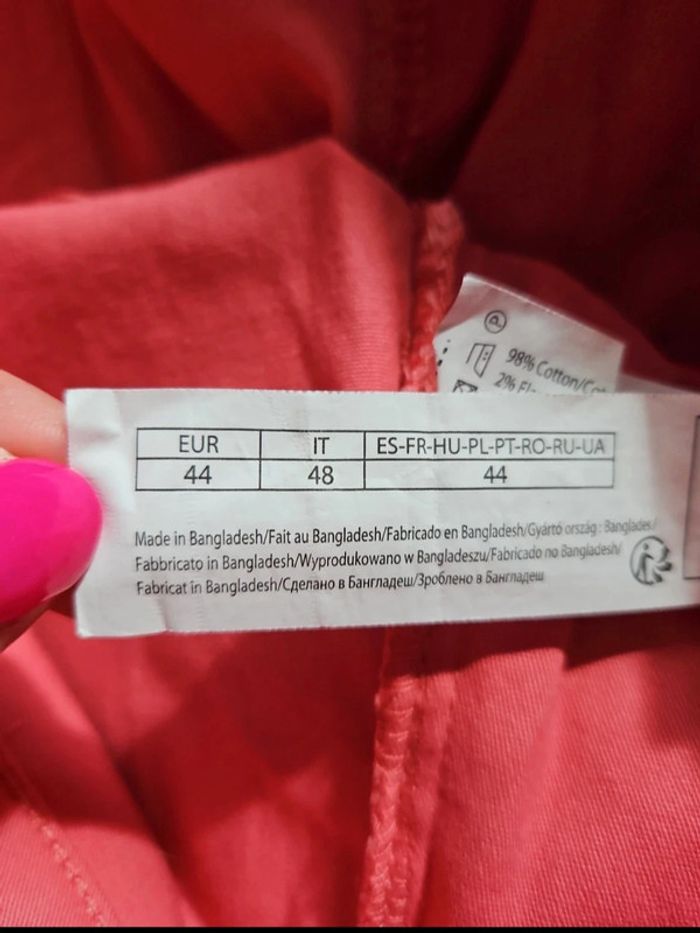 P
98% Cotton/
2%
EUR IT ES-FR-HU-PL-PT-RO-RU-UA
44 48 44
Made in Bangladesh/Fait au Bangladesh/Fabricado en Bangladesh/Gyártó ország : Banglades/
Fabbricato in Bangladesh/Wyprodukowano w Bangladeszu/Fabricado no Bangladesh/
Fabricat in Bangladesh/Сделано в Бангладеш/Зроблено в Бангладеш